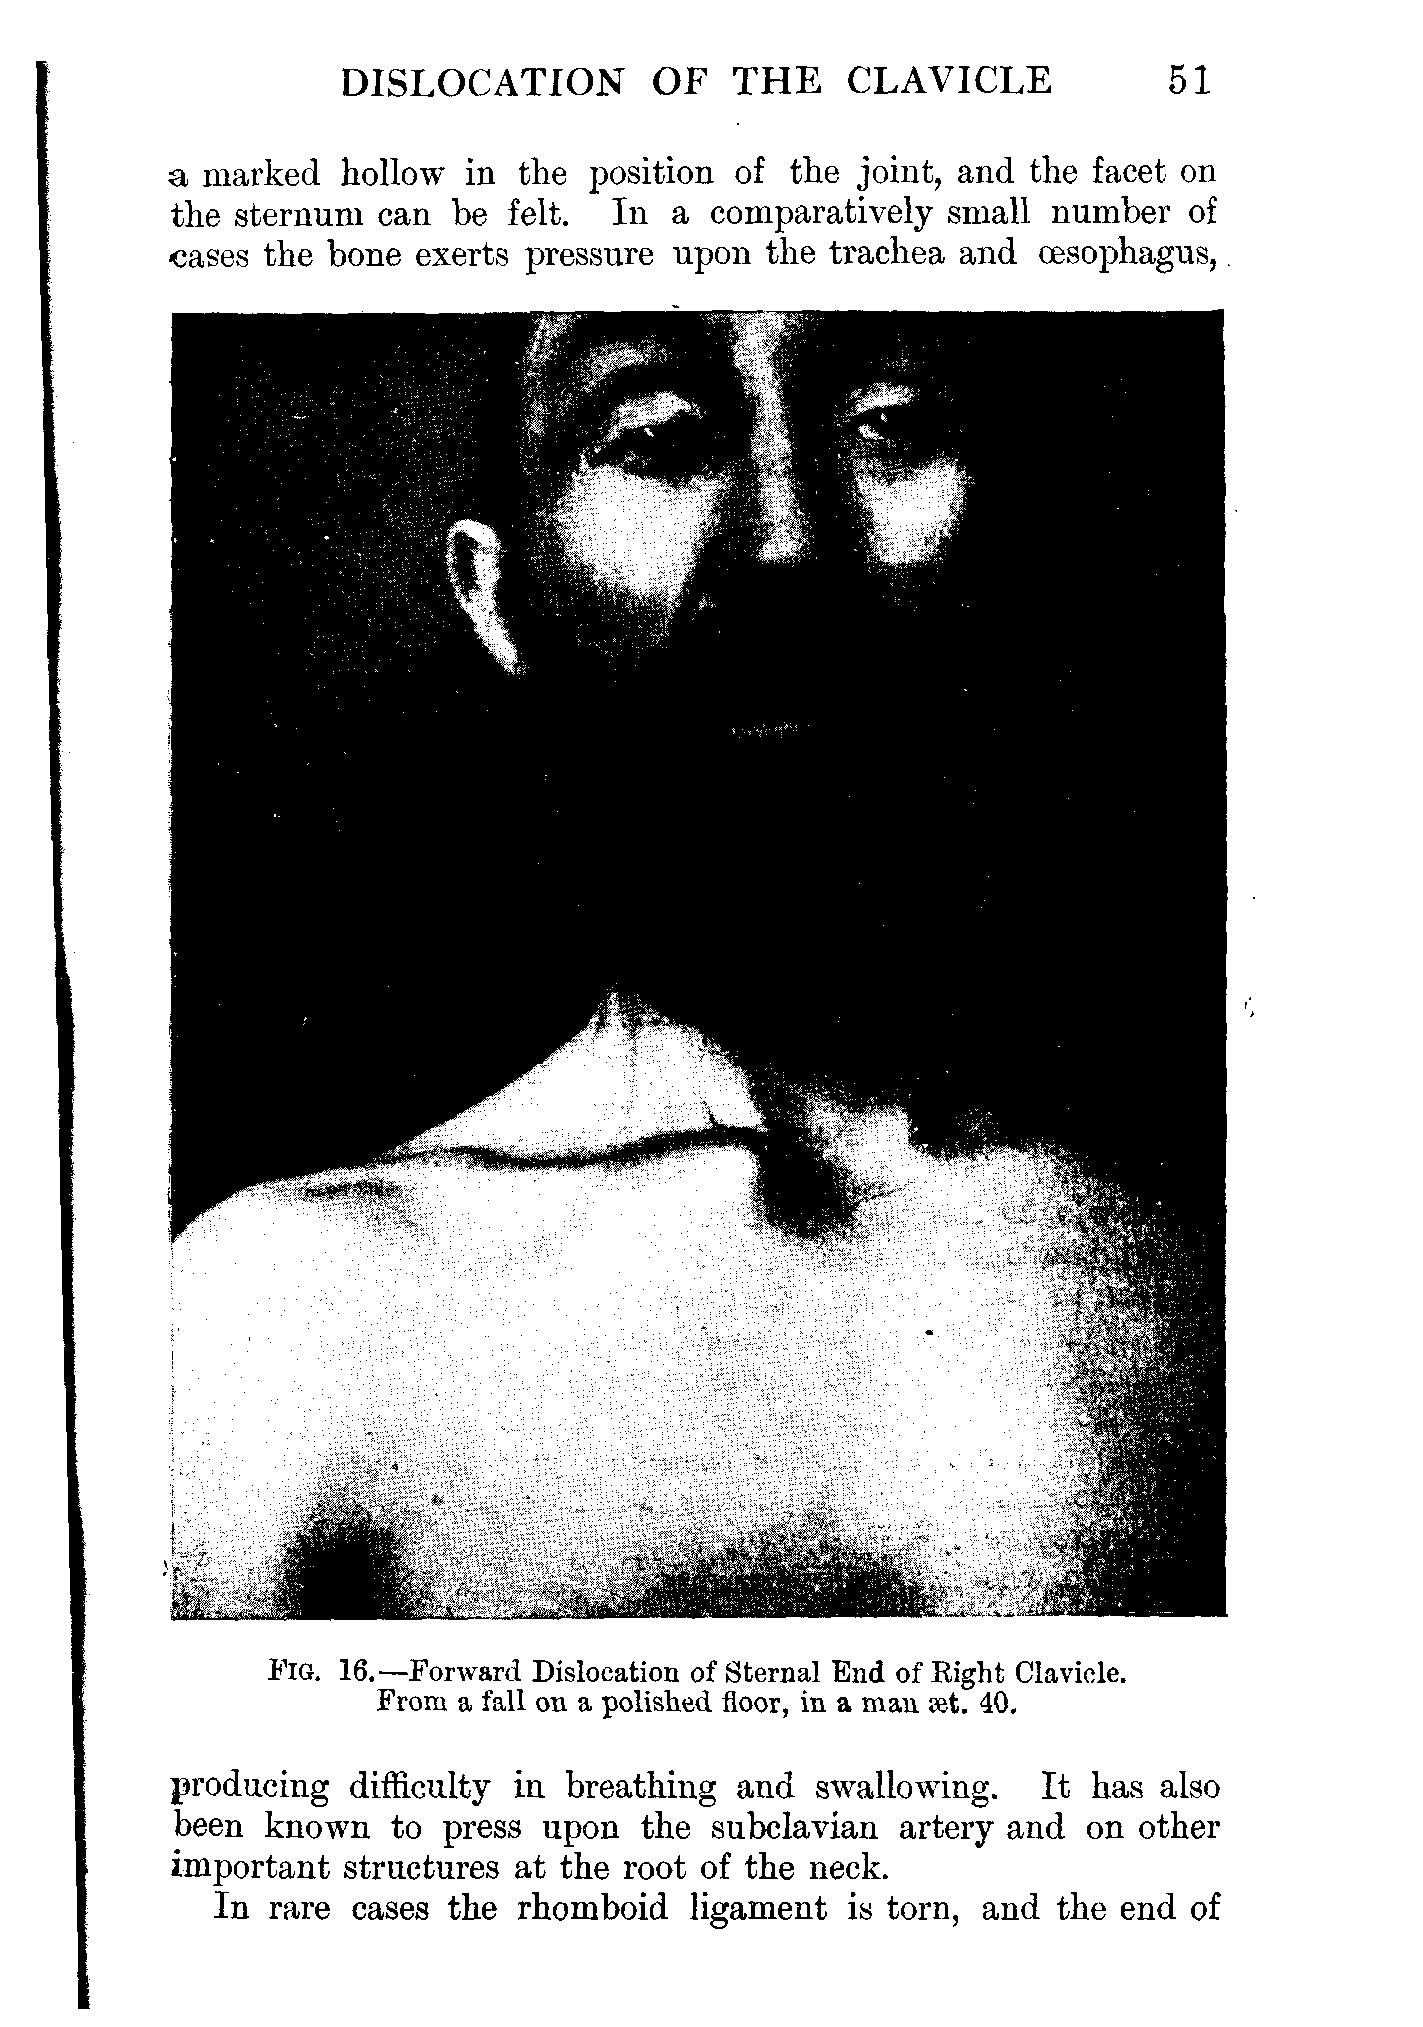 DISLOCATION OF THE CLAVICLE 51
a marked hollow in the position of the joint, and the facet on
the sternum can be felt. In a comparatively small number of
cases the bone exerts pressure upon the trachea and œsophagus,
FIG. 16.—Forward Dislocation of Sternal End of Right Clavicle.
From a fall on a polished floor, in a man æt. 40.
producing difficulty in breathing and swallowing. It has also
been known to press upon the subclavian artery and on other
important structures at the root of the neck.
In rare cases the rhomboid ligament is torn, and the end of